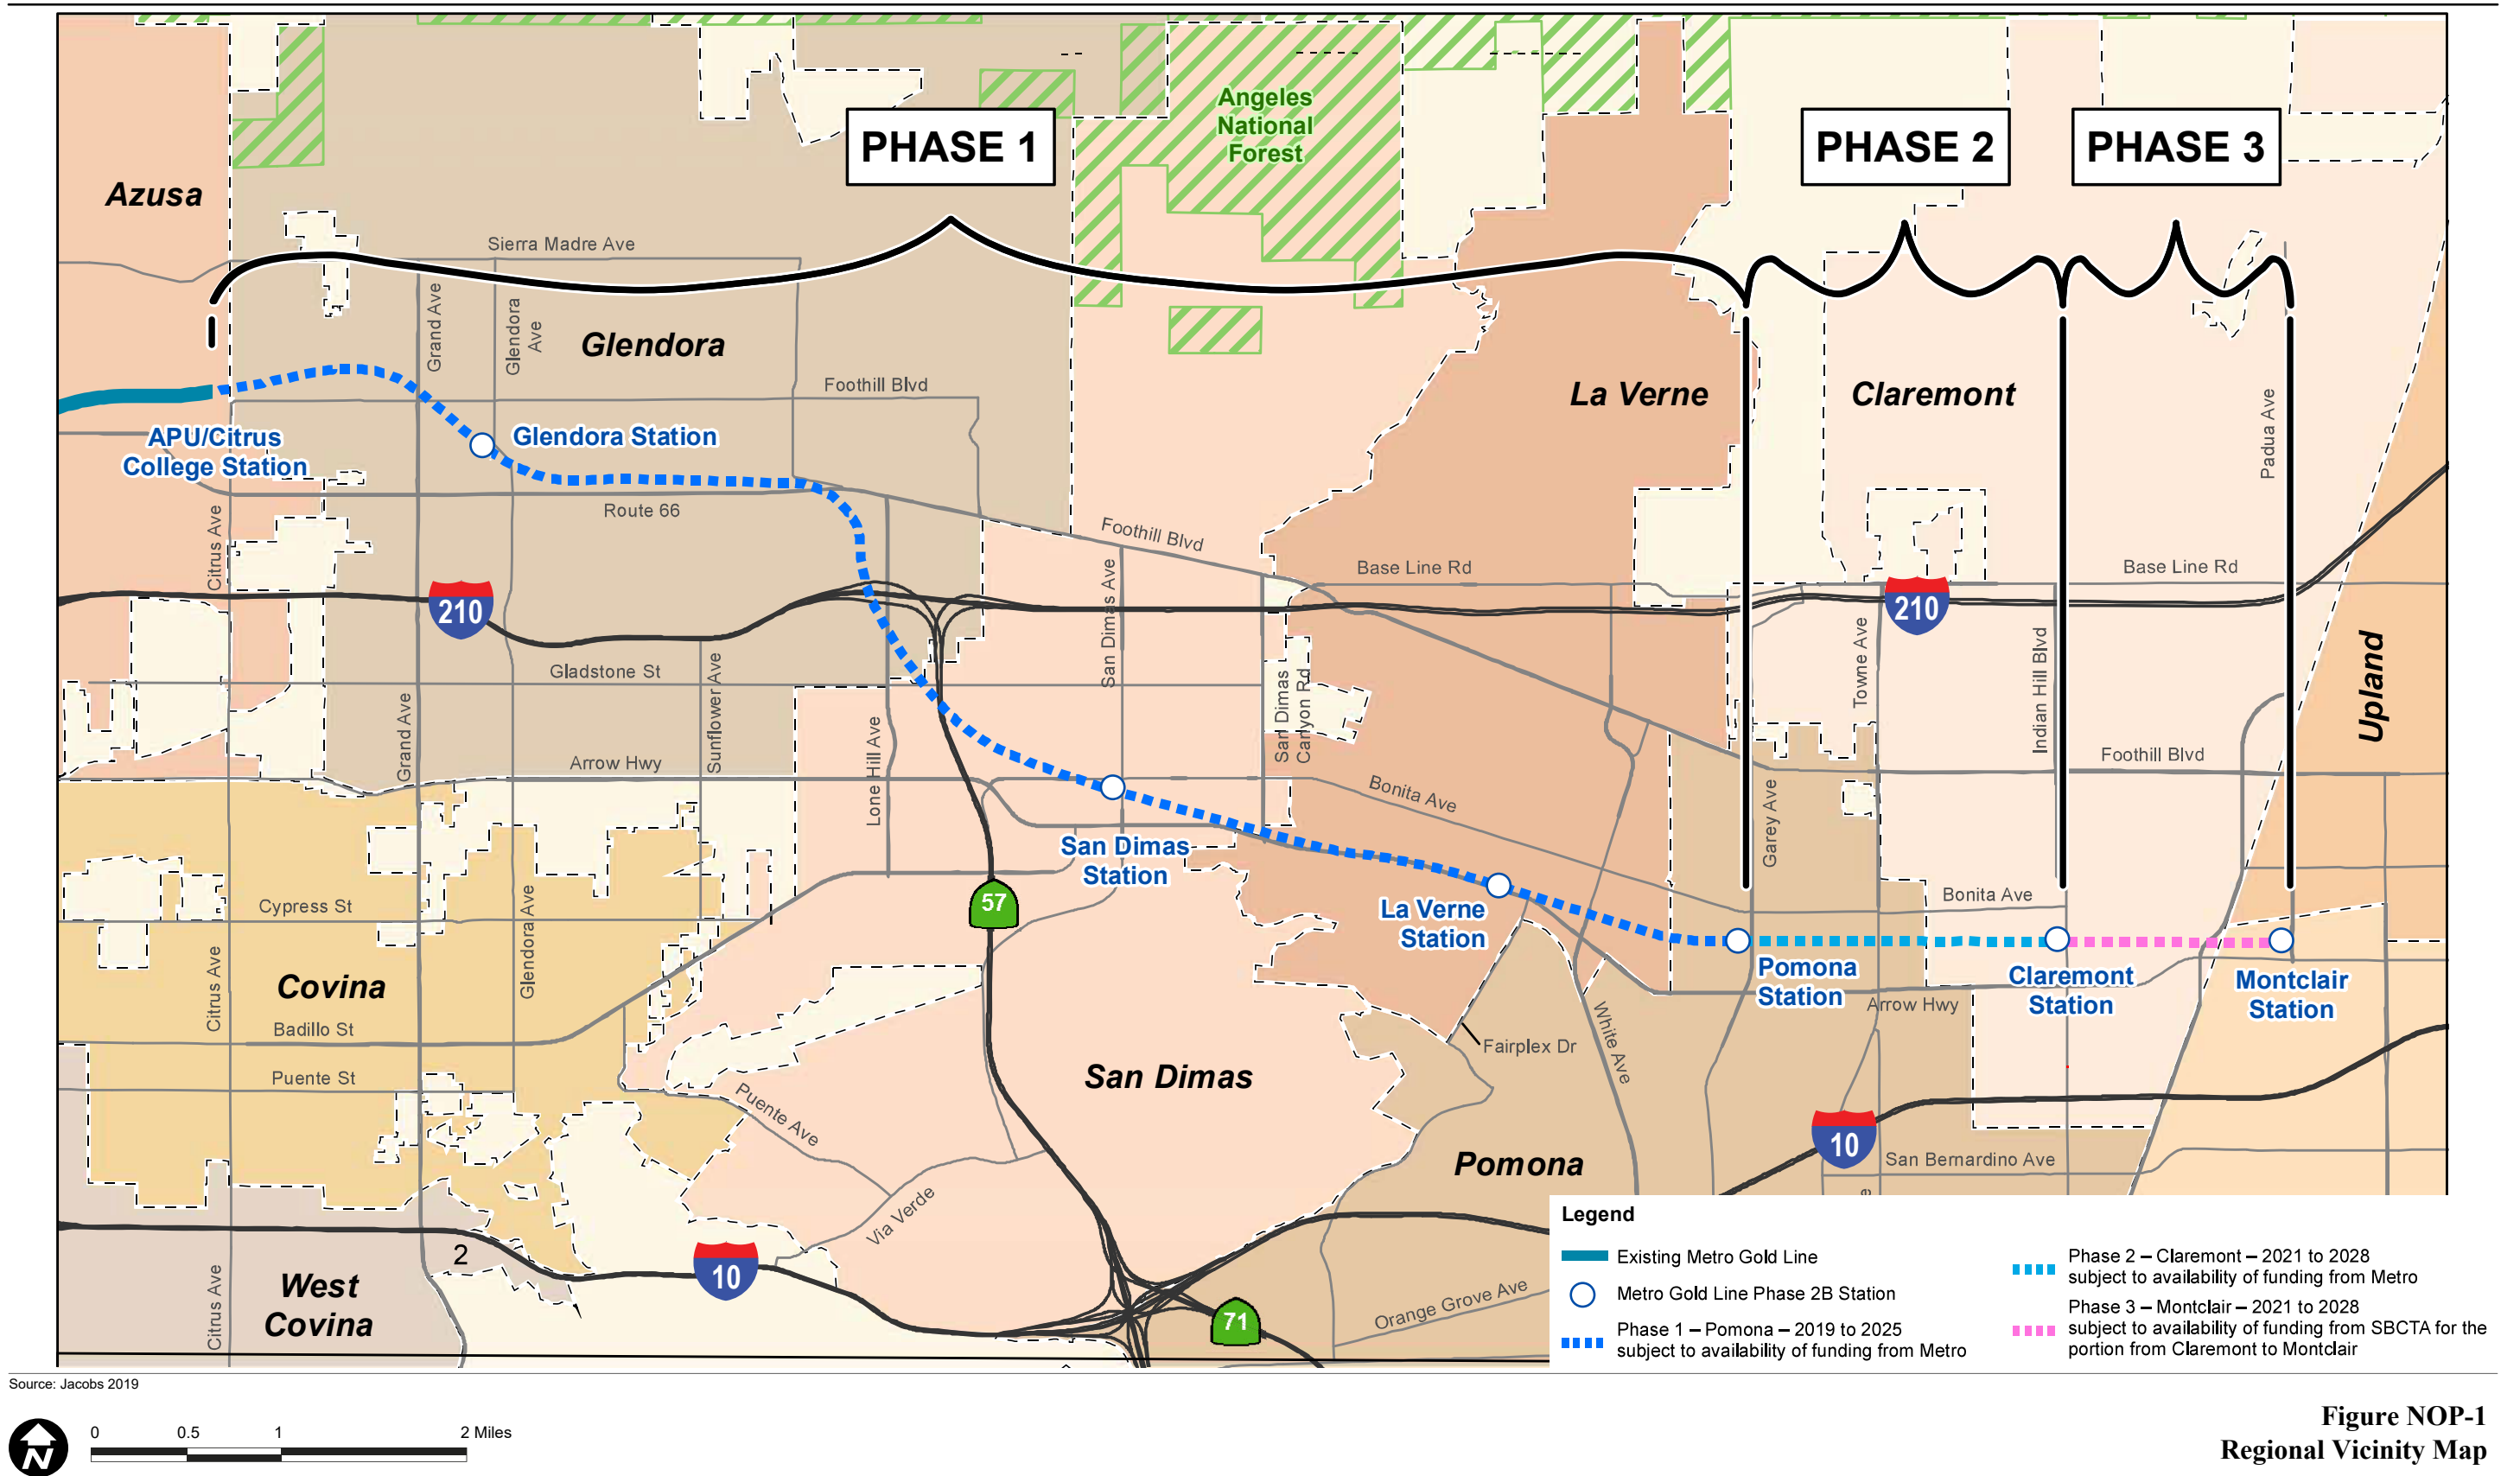 PHASE 1
PHASE 2
PHASE 3
Angeles
National
Forest
Azusa
Sierra Madre Ave
Grand Ave
Glendora
Ave
Glendora
Foothill Blvd
La Verne
Claremont
Padua Ave
APU/Citrus
College Station
Glendora Station
Route 66
Foothill Blvd
Citrus Ave
210
San Dimas Ave
Base Line Rd
210
Base Line Rd
Gladstone St
Sunflower Ave
San Dimas
Canyon Rd
Towne Ave
Indian Hill Blvd
Upland
Grand Ave
Arrow Hwy
Lone Hill Ave
Bonita Ave
Garey Ave
Foothill Blvd
San Dimas
Station
57
La Verne
Station
Bonita Ave
Cypress St
Glendora Ave
Covina
Citrus Ave
Badillo St
Pomona
Station
Arrow Hwy
Claremont
Station
Montclair
Station
White Ave
Fairplex Dr
Puente St
Puente Ave
San Dimas
10
Pomona
San Bernardino Ave
e
Via Verde
2
10
West
Covina
Citrus Ave
71
Orange Grove Ave
Legend
Existing Metro Gold Line
Metro Gold Line Phase 2B Station
Phase 1 – Pomona – 2019 to 2025
subject to availability of funding from Metro
Phase 2 – Claremont – 2021 to 2028
subject to availability of funding from Metro
Phase 3 – Montclair – 2021 to 2028
subject to availability of funding from SBCTA for the
portion from Claremont to Montclair
Source: Jacobs 2019
N
0 0.5 1 2 Miles
Figure NOP-1
Regional Vicinity Map